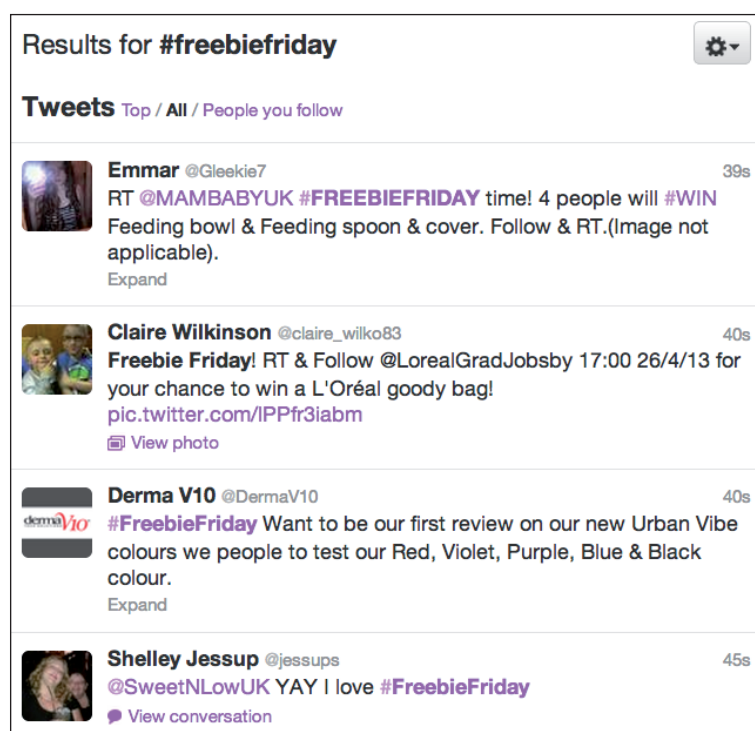 Results for #freebiefriday
Tweets Top / All / People you follow
Emmar @Gleekie7 39s
RT @MAMBABYUK #FREEBIEFRIDAY time! 4 people will #WIN
Feeding bowl & Feeding spoon & cover. Follow & RT.(Image not
applicable).
Expand
Claire Wilkinson @claire_wilko83 40s
Freebie Friday! RT & Follow @LorealGradJobsby 17:00 26/4/13 for
your chance to win a L'Oréal goody bag!
pic.twitter.com/lPPfr3iabm
View photo
Derma V10 @DermaV10 40s
dermaV10
#FreebieFriday Want to be our first review on our new Urban Vibe
colours we people to test our Red, Violet, Purple, Blue & Black
colour.
Expand
Shelley Jessup @jessups 45s
@SweetNLowUK YAY I love #FreebieFriday
View conversation